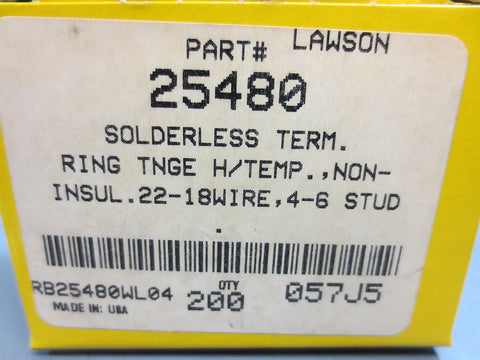 PART# LAWSON
25480
SOLDERLESS TERM.
RING TNGE H/TEMP.,NON-
INSUL.22-18WIRE,4-6 STUD
.
RB25480WL04 QTY 200 057J5
MADE IN: USA